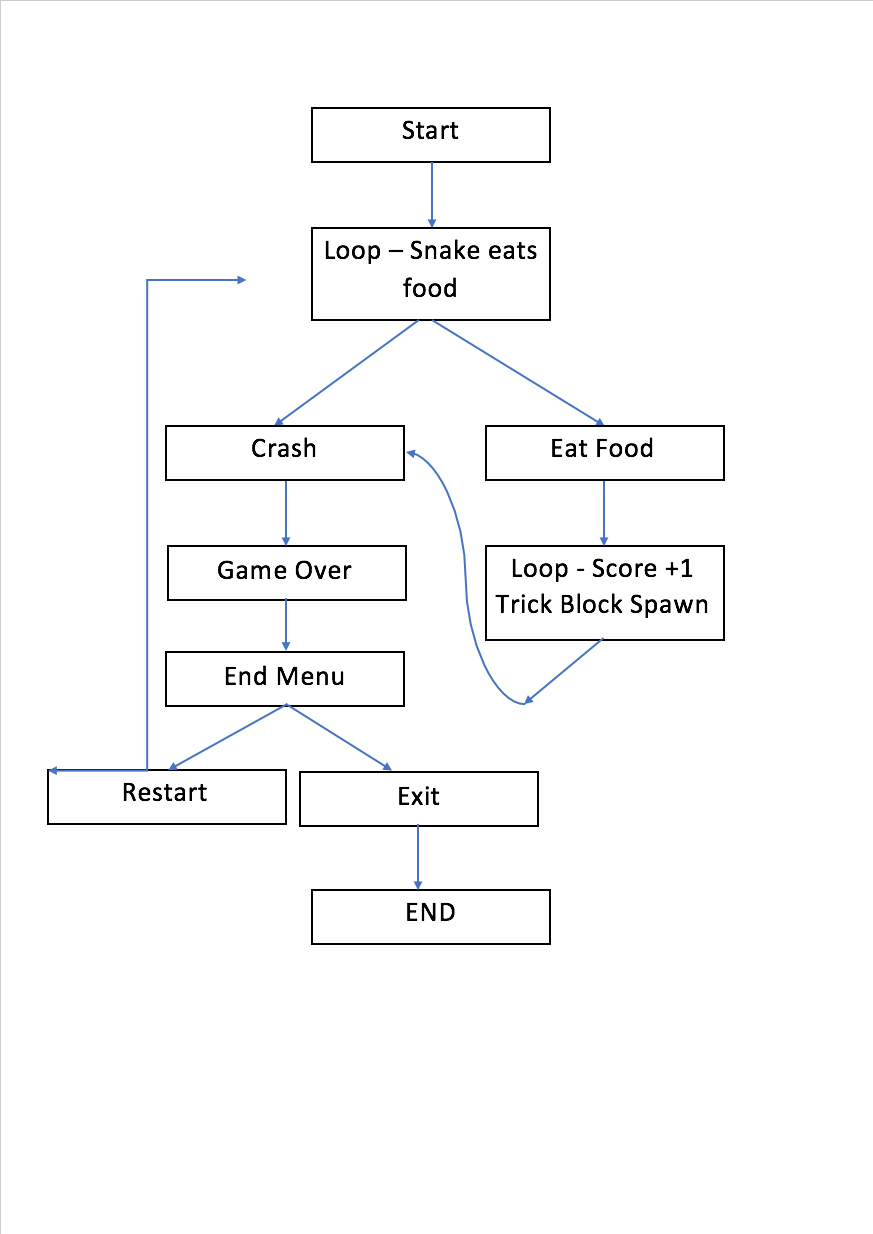 Start
Loop – Snake eats
food
Crash
Eat Food
Game Over
Loop - Score +1
Trick Block Spawn
End Menu
Restart
Exit
END